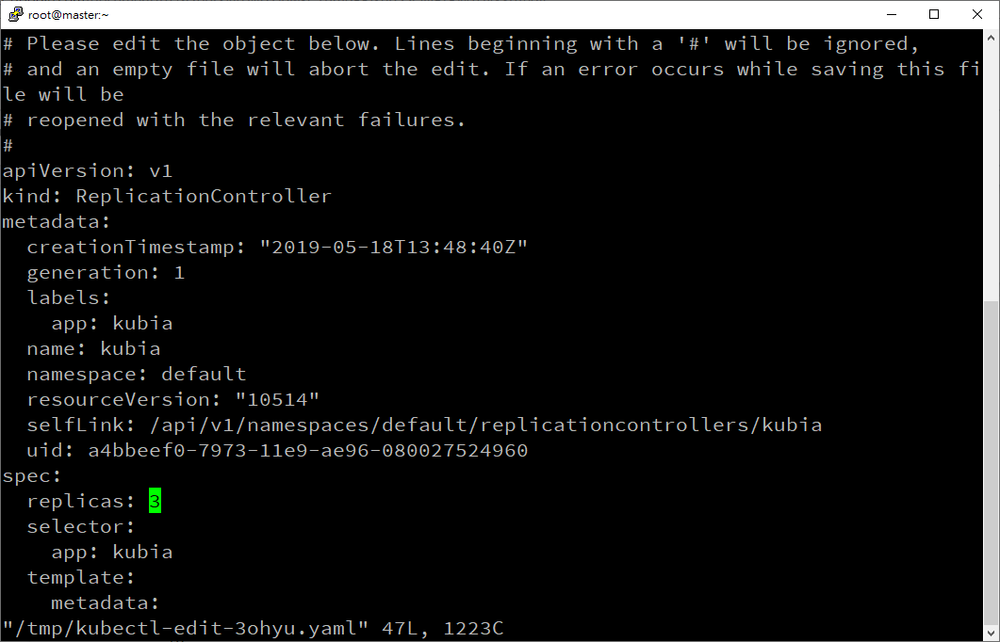 root@master:~
# Please edit the object below. Lines beginning with a '#' will be ignored,
# and an empty file will abort the edit. If an error occurs while saving this fi
le will be
# reopened with the relevant failures.
#
apiVersion: v1
kind: ReplicationController
metadata:
  creationTimestamp: "2019-05-18T13:48:40Z"
  generation: 1
  labels:
    app: kubia
  name: kubia
  namespace: default
  resourceVersion: "10514"
  selfLink: /api/v1/namespaces/default/replicationcontrollers/kubia
  uid: a4bbeef0-7973-11e9-ae96-080027524960
spec:
  replicas: 3
  selector:
    app: kubia
  template:
    metadata:
"/tmp/kubectl-edit-3ohyu.yaml" 47L, 1223C